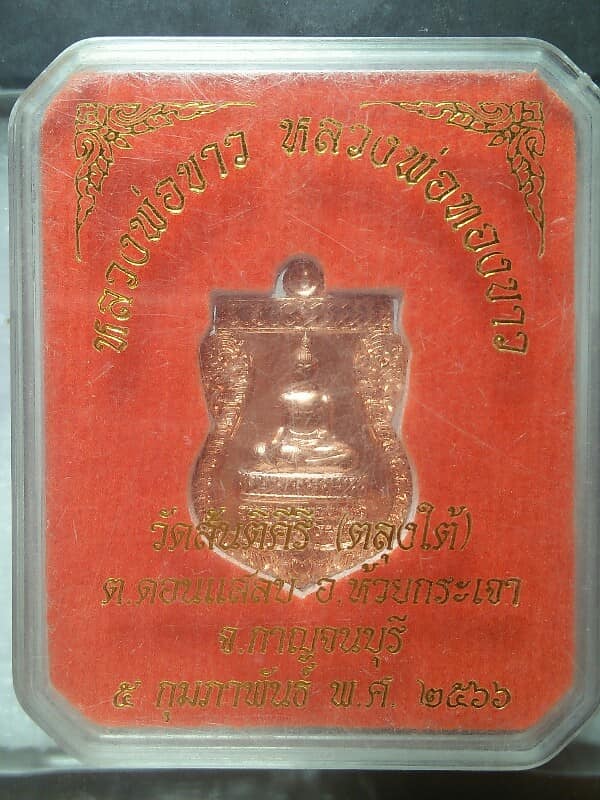 หลวงพ่อขาว หลวงพ่อทองบาว
วัดสันติคีรี (ตลุงใต้)
ต.ดอนแสลบ อ.ห้วยกระเจา
จ.กาญจนบุรี
๕ กุมภาพันธ์ พ.ศ. ๒๕๖๖